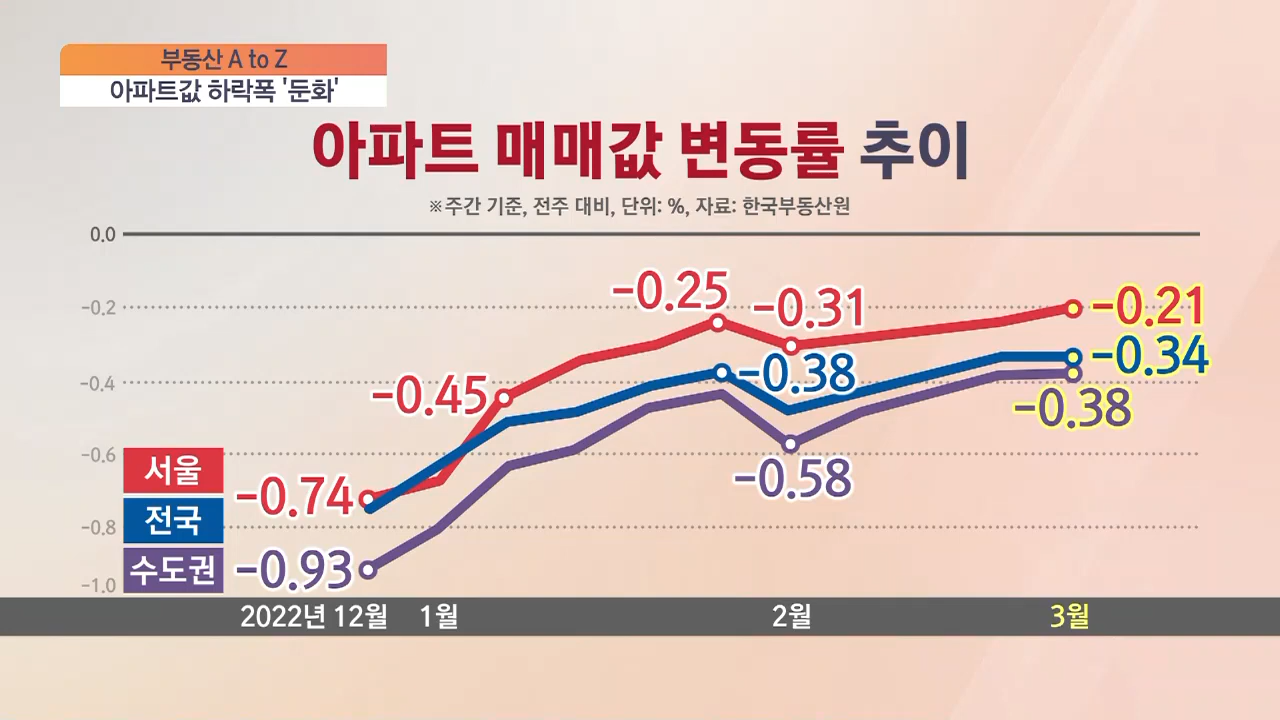 부동산 A to Z
아파트값 하락폭 '둔화'
아파트 매매값 변동률 추이
※주간 기준, 전주 대비, 단위: %, 자료: 한국부동산원
0.0
-0.2
-0.4
-0.6
-0.8
-1.0
서울
전국
수도권
-0.74
-0.93
-0.45
-0.25
-0.31
-0.38
-0.58
-0.21
-0.34
-0.38
2022년 12월 1월 2월 3월